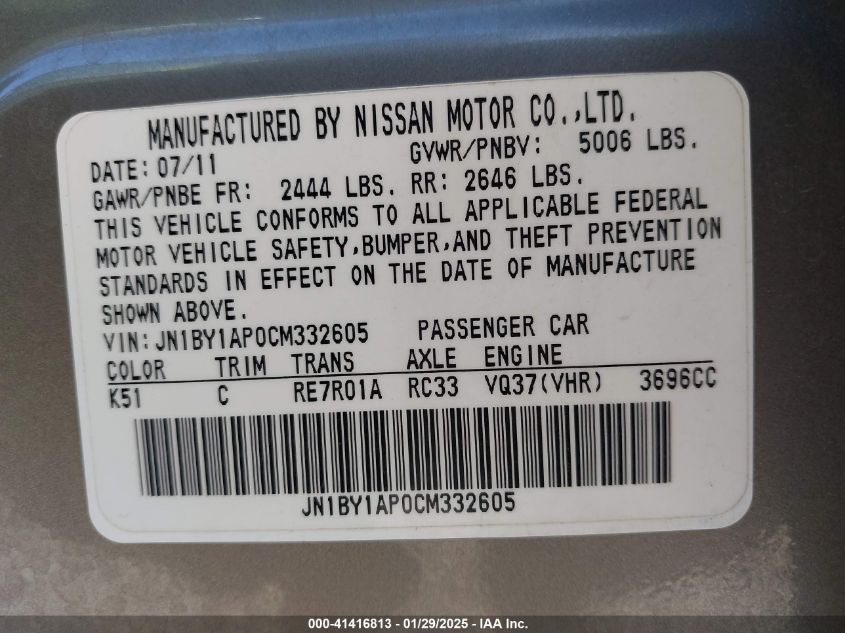 MANUFACTURED BY NISSAN MOTOR CO.,LTD.
DATE: 07/11 GVWR/PNBV: 5006 LBS.
GAWR/PNBE FR: 2444 LBS. RR: 2646 LBS.
THIS VEHICLE CONFORMS TO ALL APPLICABLE FEDERAL
MOTOR VEHICLE SAFETY,BUMPER,AND THEFT PREVENTION
STANDARDS IN EFFECT ON THE DATE OF MANUFACTURE
SHOWN ABOVE.
VIN:JN1BY1AP0CM332605 PASSENGER CAR
COLOR TRIM TRANS AXLE ENGINE
K51 C RE7R01A RC33 VQ37(VHR) 3696CC
JN1BY1AP0CM332605
000-41416813 - 01/29/2025 - IAA Inc.